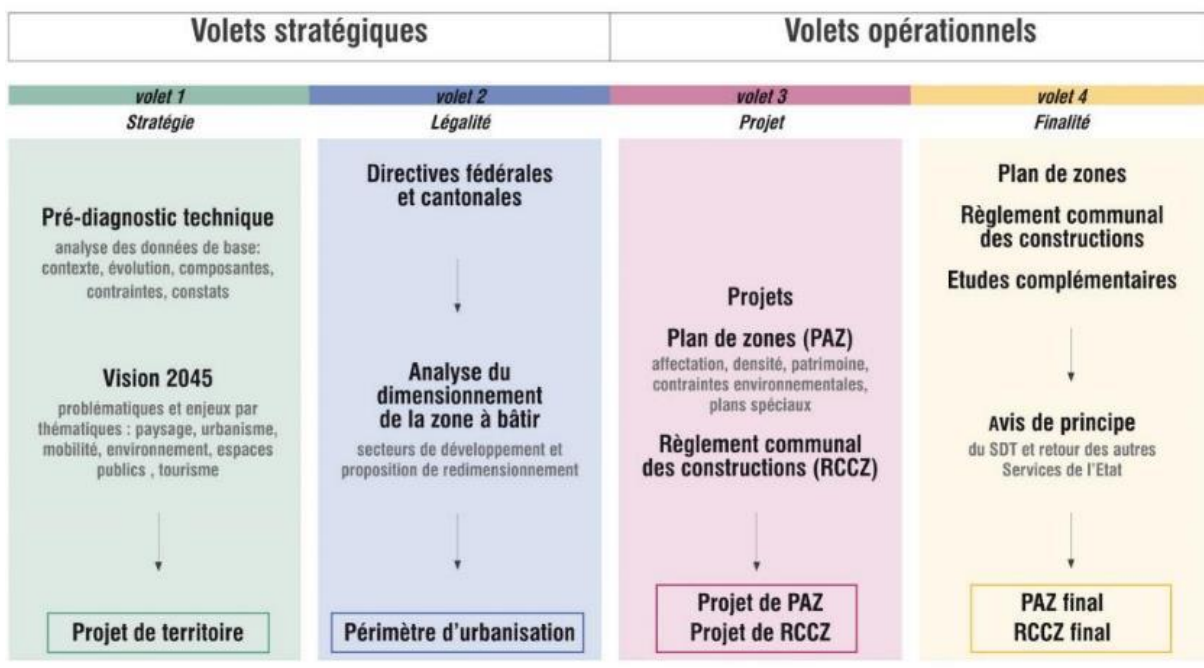 Volets stratégiques
Volets opérationnels
volet 1
Stratégie
Pré-diagnostic technique
analyse des données de base:
contexte, évolution, composantes,
contraintes, constats
Vision 2045
problématiques et enjeux par
thématiques : paysage, urbanisme,
mobilité, environnement, espaces
publics , tourisme
Projet de territoire
volet 2
Légalité
Directives fédérales
et cantonales
Analyse du
dimensionnement
de la zone à bâtir
secteurs de développement et
proposition de redimensionnement
Périmètre d'urbanisation
volet 3
Projet
Projets
Plan de zones (PAZ)
affectation, densité, patrimoine,
contraintes environnementales,
plans spéciaux
Règlement communal
des constructions (RCCZ)
Projet de PAZ
Projet de RCCZ
volet 4
Finalité
Plan de zones
Règlement communal
des constructions
Etudes complémentaires
Avis de principe
du SDT et retour des autres
Services de l'Etat
PAZ final
RCCZ final